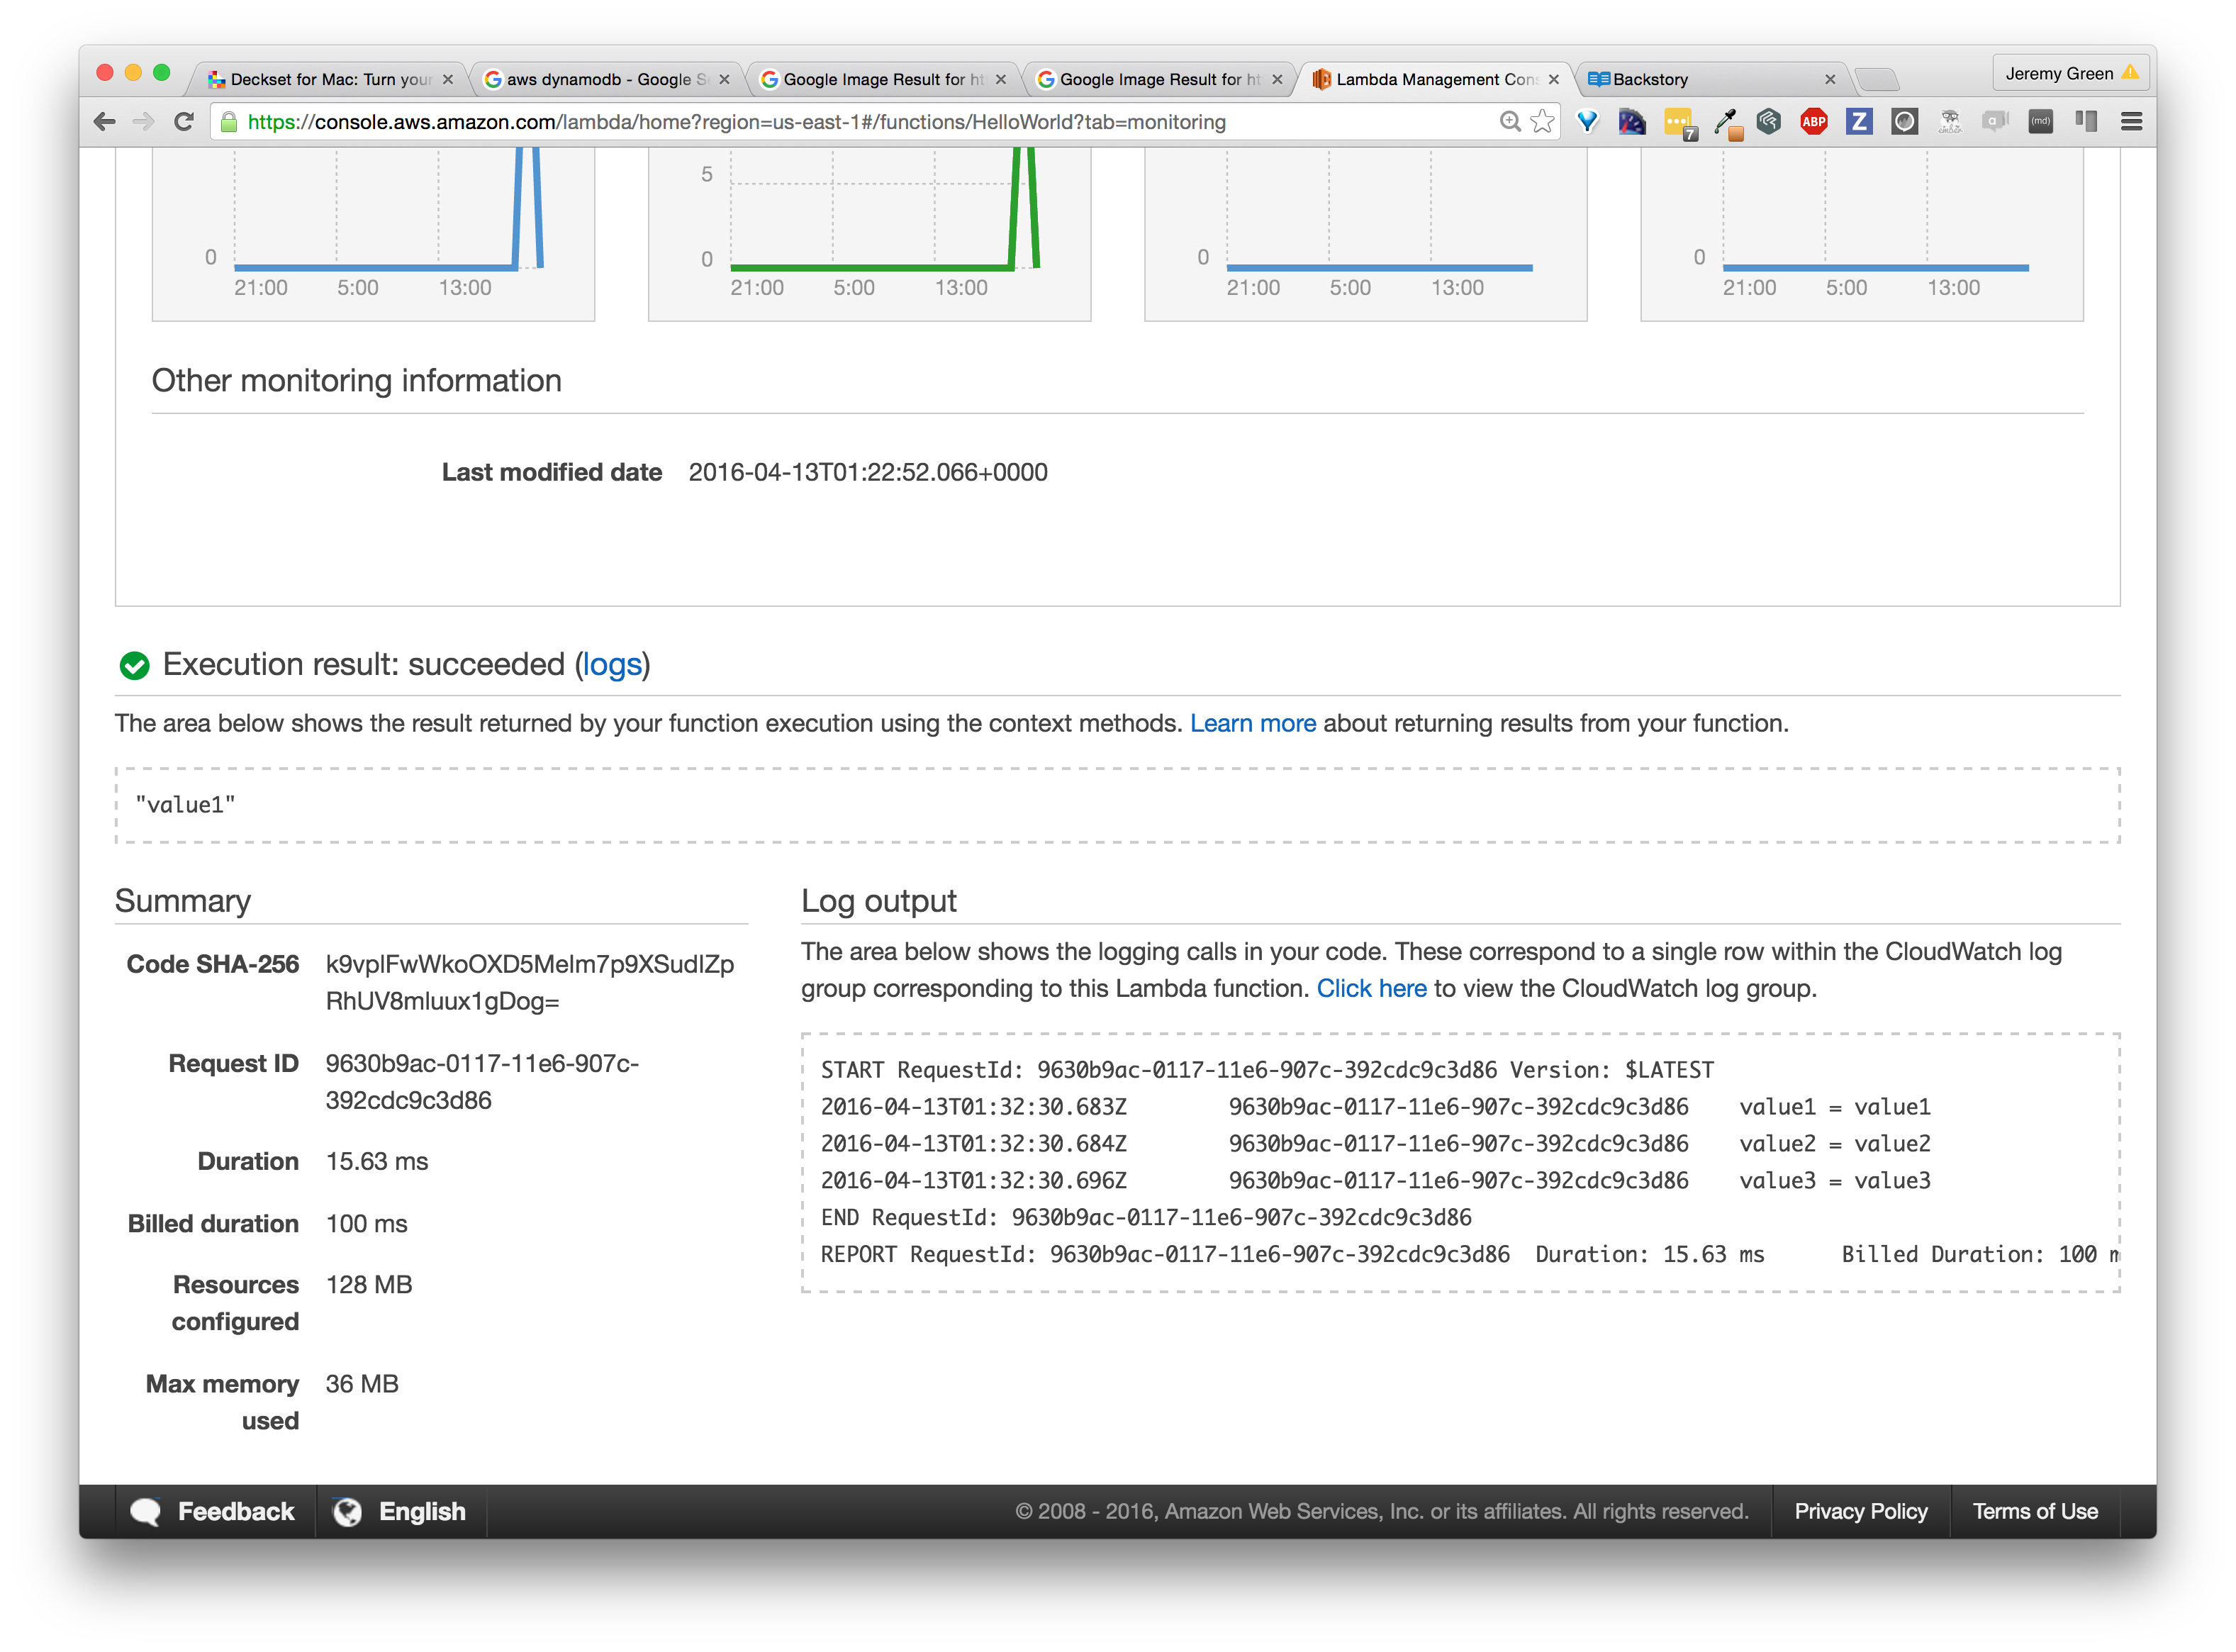 Deckset for Mac: Turn your
aws dynamodb - Google S
Google Image Result for ht
Google Image Result for ht
Lambda Management Con
Backstory
Jeremy Green
https://console.aws.amazon.com/lambda/home?region=us-east-1#/functions/HelloWorld?tab=monitoring
7
ABP
Z
(md)
0
21:00 5:00 13:00
5
0
21:00 5:00 13:00
0
21:00 5:00 13:00
0
21:00 5:00 13:00
Other monitoring information
Last modified date 2016-04-13T01:22:52.066+0000
Execution result: succeeded (logs)
The area below shows the result returned by your function execution using the context methods. Learn more about returning results from your function.
"value1"
Summary
Code SHA-256 k9vplFwWkoOXD5Melm7p9XSudlZp
RhUV8mluux1gDog=
Request ID 9630b9ac-0117-11e6-907c-
392cdc9c3d86
Duration 15.63 ms
Billed duration 100 ms
Resources 128 MB
configured
Max memory 36 MB
used
Log output
The area below shows the logging calls in your code. These correspond to a single row within the CloudWatch log
group corresponding to this Lambda function. Click here to view the CloudWatch log group.
START RequestId: 9630b9ac-0117-11e6-907c-392cdc9c3d86 Version: $LATEST
2016-04-13T01:32:30.683Z 9630b9ac-0117-11e6-907c-392cdc9c3d86 value1 = value1
2016-04-13T01:32:30.684Z 9630b9ac-0117-11e6-907c-392cdc9c3d86 value2 = value2
2016-04-13T01:32:30.696Z 9630b9ac-0117-11e6-907c-392cdc9c3d86 value3 = value3
END RequestId: 9630b9ac-0117-11e6-907c-392cdc9c3d86
REPORT RequestId: 9630b9ac-0117-11e6-907c-392cdc9c3d86 Duration: 15.63 ms Billed Duration: 100 m
Feedback
English
© 2008 - 2016, Amazon Web Services, Inc. or its affiliates. All rights reserved.
Privacy Policy
Terms of Use